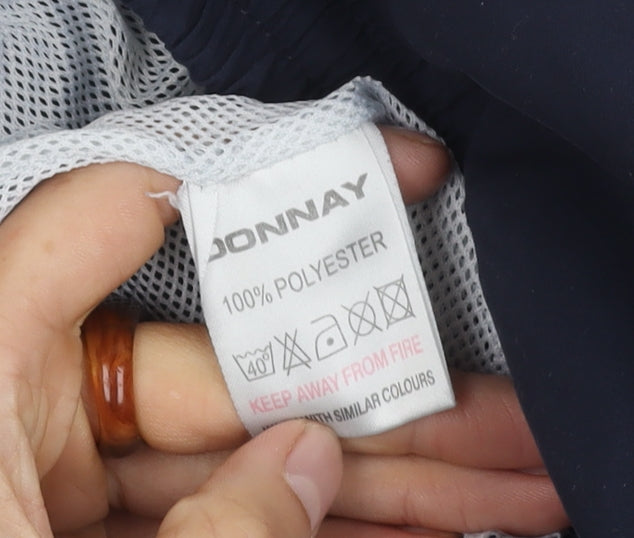 DONNAY
100% POLYESTER
40°
KEEP AWAY FROM FIRE
WITH SIMILAR COLOURS